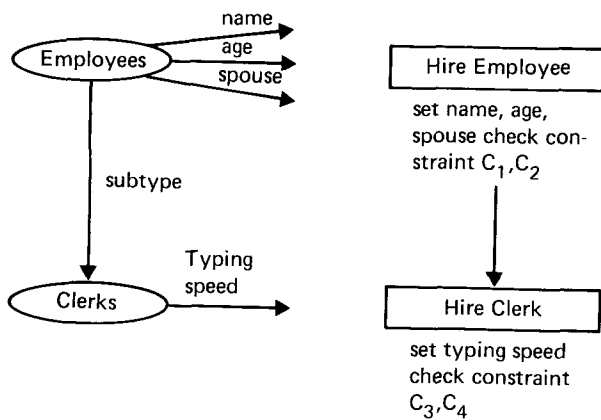 name
Employees
age
spouse
subtype
Typing
speed
Clerks
Hire Employee
set name, age,
spouse check con-
straint C₁,C₂
Hire Clerk
set typing speed
check constraint
C₃,C₄